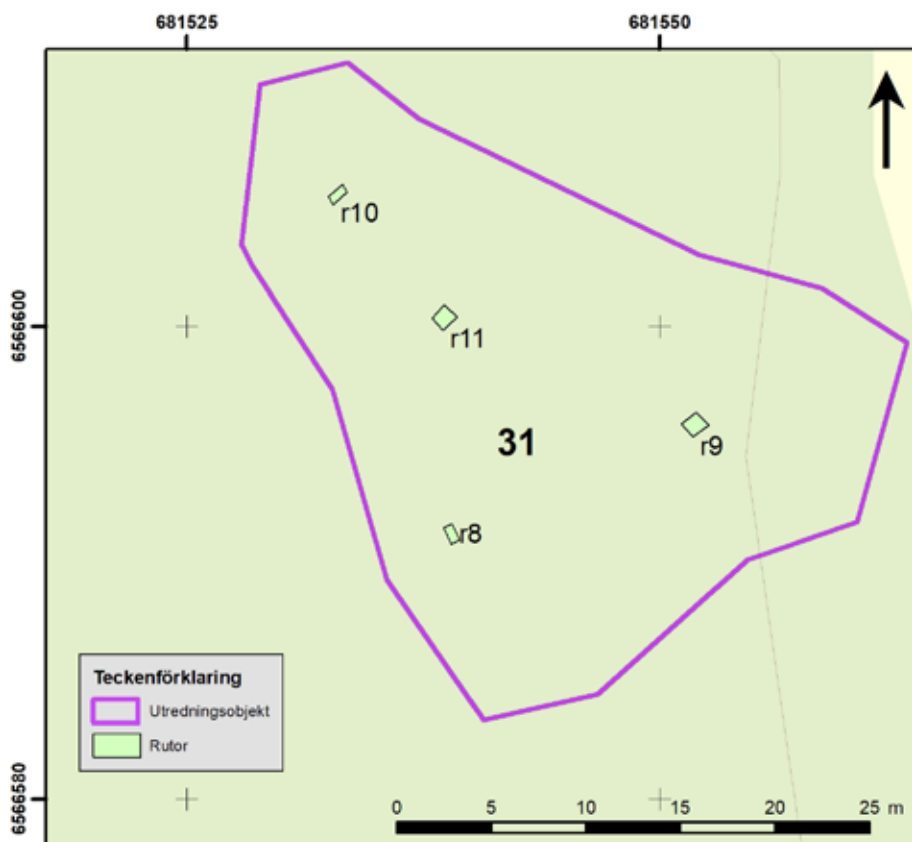 681525 681550
r10
6566600
r11
31
r9
r8
Teckenförklaring
Utredningsobjekt
Rutor
6566580
0 5 10 15 20 25 m